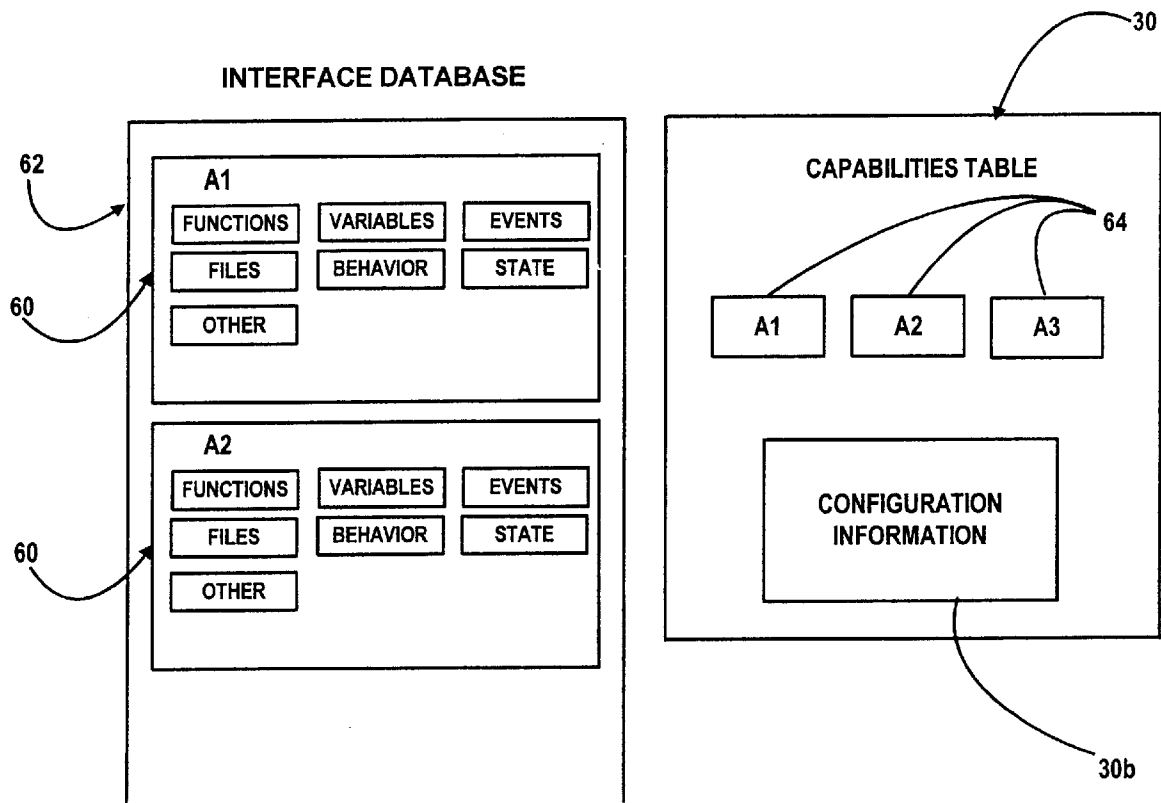 30
INTERFACE DATABASE
62
A1
FUNCTIONS VARIABLES EVENTS
FILES BEHAVIOR STATE
OTHER
60
A2
FUNCTIONS VARIABLES EVENTS
FILES BEHAVIOR STATE
OTHER
60
CAPABILITIES TABLE
64
A1 A2 A3
CONFIGURATION
INFORMATION
30b